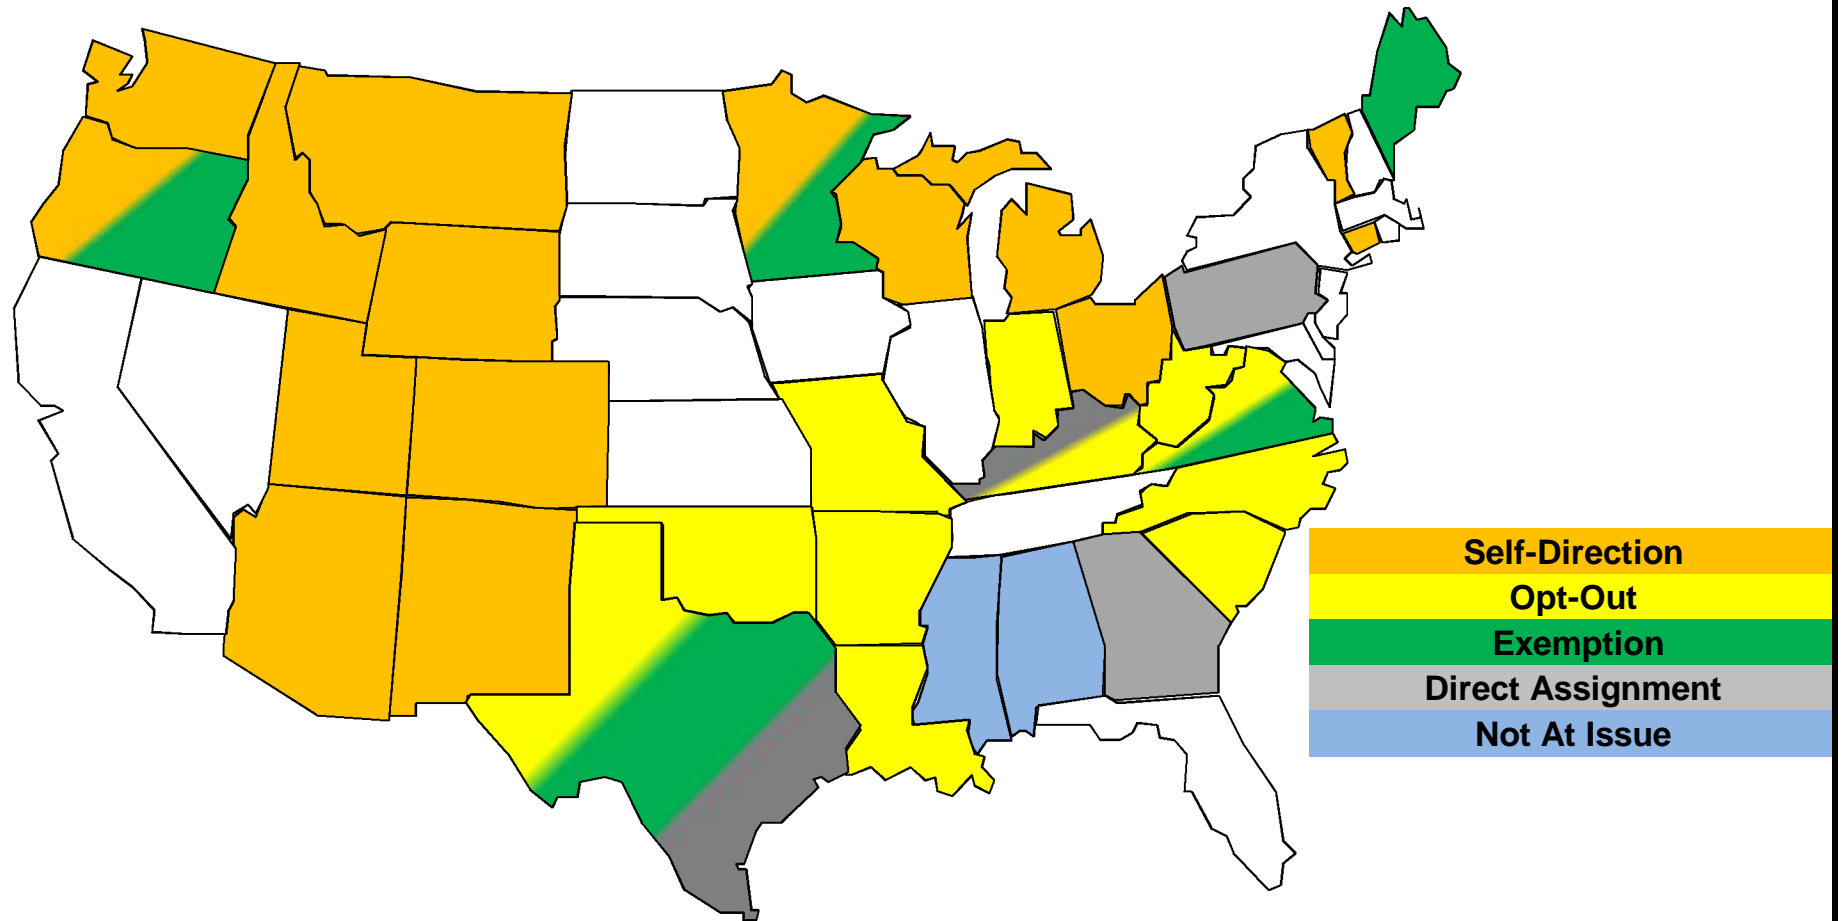 Self-Direction
Opt-Out
Exemption
Direct Assignment
Not At Issue